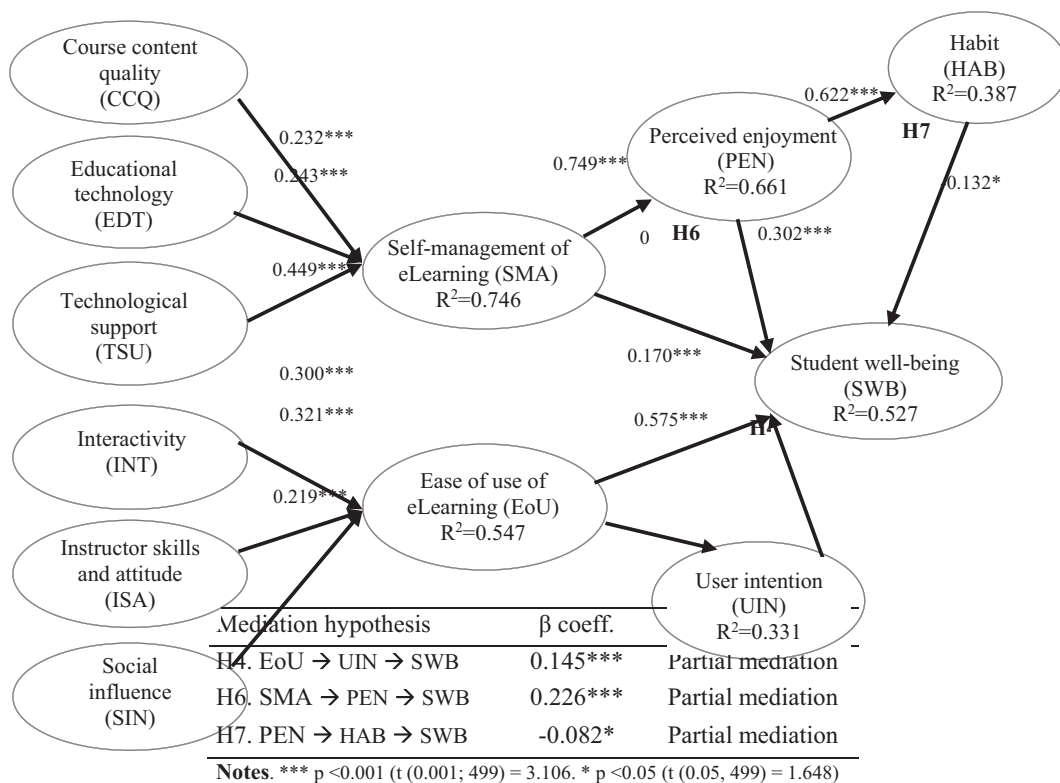 Course content
quality
(CCQ)
Educational
technology
(EDT)
Technological
support
(TSU)
Interactivity
(INT)
Instructor skills
and attitude
(ISA)
Social
influence
(SIN)
0.232***
0.243***
0.449***
0.300***
0.321***
0.219***
Self-management of
eLearning (SMA)
R²=0.746
Ease of use of
eLearning (EoU)
R²=0.547
0.749***
0
H6
Perceived enjoyment
(PEN)
R²=0.661
0.622***
H7
Habit
(HAB)
R²=0.387
-0.132*
0.302***
0.170***
0.575***
Student well-being
(SWB)
R²=0.527
User intention
(UIN)
R²=0.331
Mediation hypothesis β coeff.
H4. EoU → UIN → SWB 0.145*** Partial mediation
H6. SMA → PEN → SWB 0.226*** Partial mediation
H7. PEN → HAB → SWB -0.082* Partial mediation
Notes. *** p <0.001 (t (0.001; 499) = 3.106. * p <0.05 (t (0.05, 499) = 1.648)